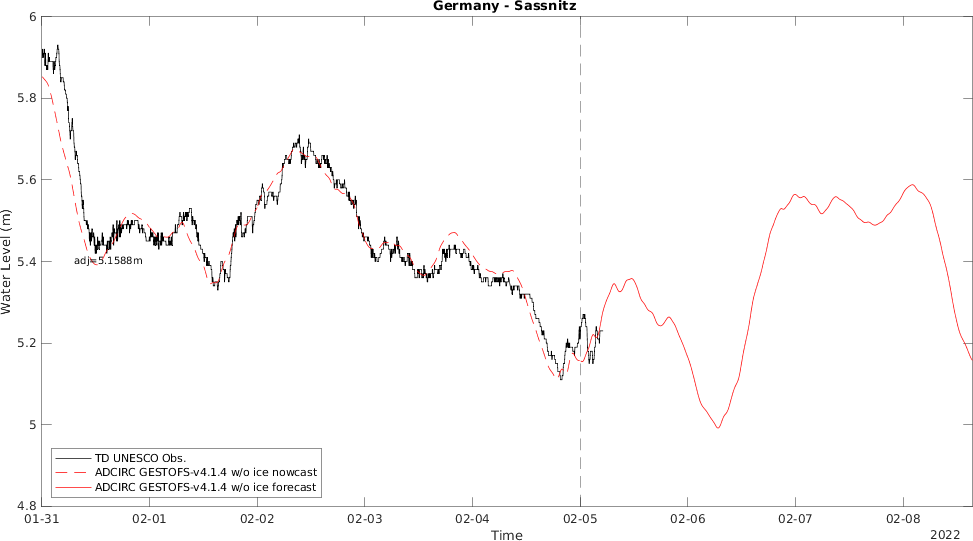 Germany - Sassnitz
6
5.8
5.6
5.4
5.2
5
4.8
Water Level (m)
adj=5.1588m
TD UNESCO Obs.
ADCIRC GESTOFS-v4.1.4 w/o ice nowcast
ADCIRC GESTOFS-v4.1.4 w/o ice forecast
01-31 02-01 02-02 02-03 02-04 02-05 02-06 02-07 02-08
Time
2022